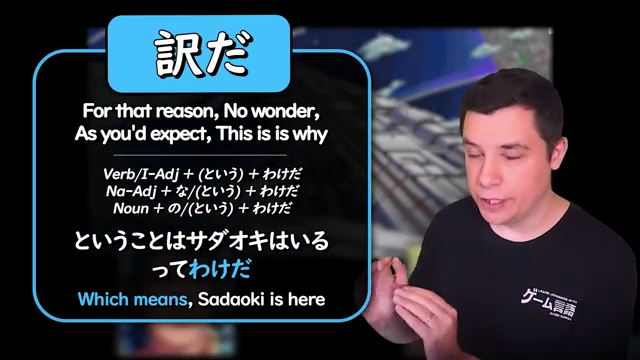 訳だ
For that reason, No wonder,
As you'd expect, This is is why
Verb/I-Adj + (という) + わけだ
Na-Adj + な/(という) + わけだ
Noun + の/(という) + わけだ
ということはサダオキはいる
ってわけだ
Which means, Sadaoki is here
I LEARN JAPANESE WITH
ゲーム言語